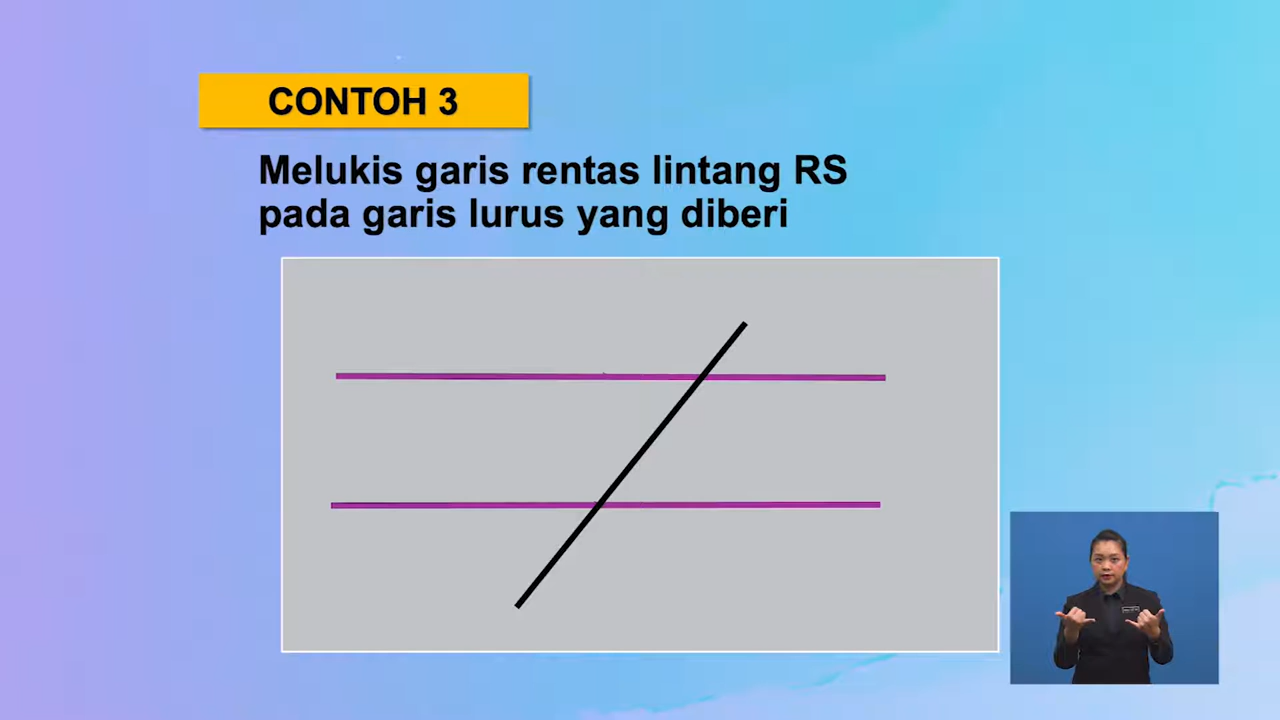 CONTOH 3
Melukis garis rentas lintang RS
pada garis lurus yang diberi